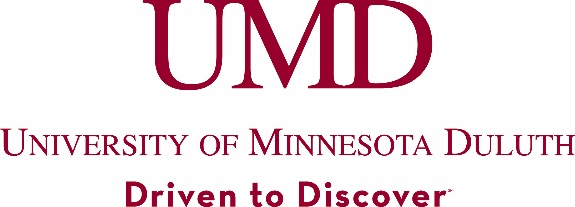 UMD
UNIVERSITY OF MINNESOTA DULUTH
Driven to Discover